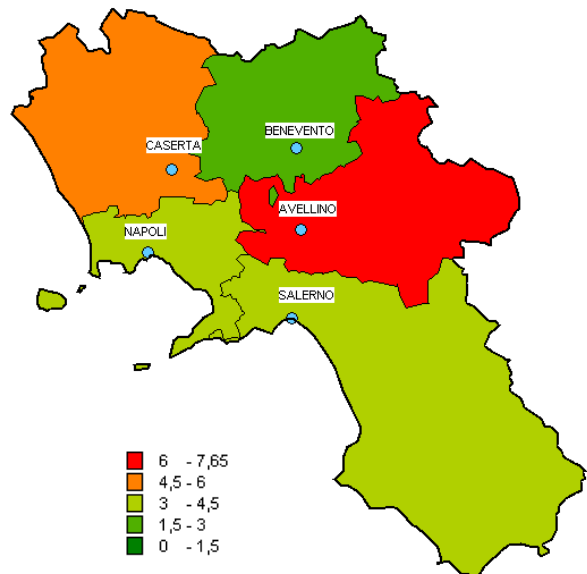 BENEVENTO
CASERTA
AVELLINO
NAPOLI
SALERNO
6 - 7,65
4,5 - 6
3 - 4,5
1,5 - 3
0 - 1,5